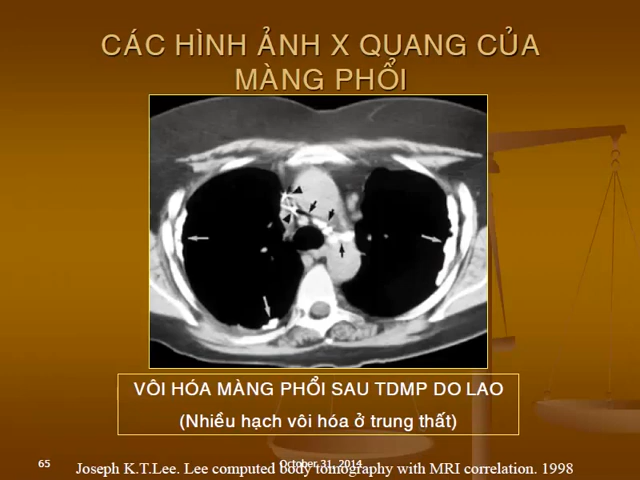 CÁC HÌNH ẢNH X QUANG CỦA
MÀNG PHỔI
VÔI HÓA MÀNG PHỔI SAU TDMP DO LAO
(Nhiều hạch vôi hóa ở trung thất)
65
October 31, 2014
Joseph K.T.Lee. Lee computed body tomography with MRI correlation. 1998